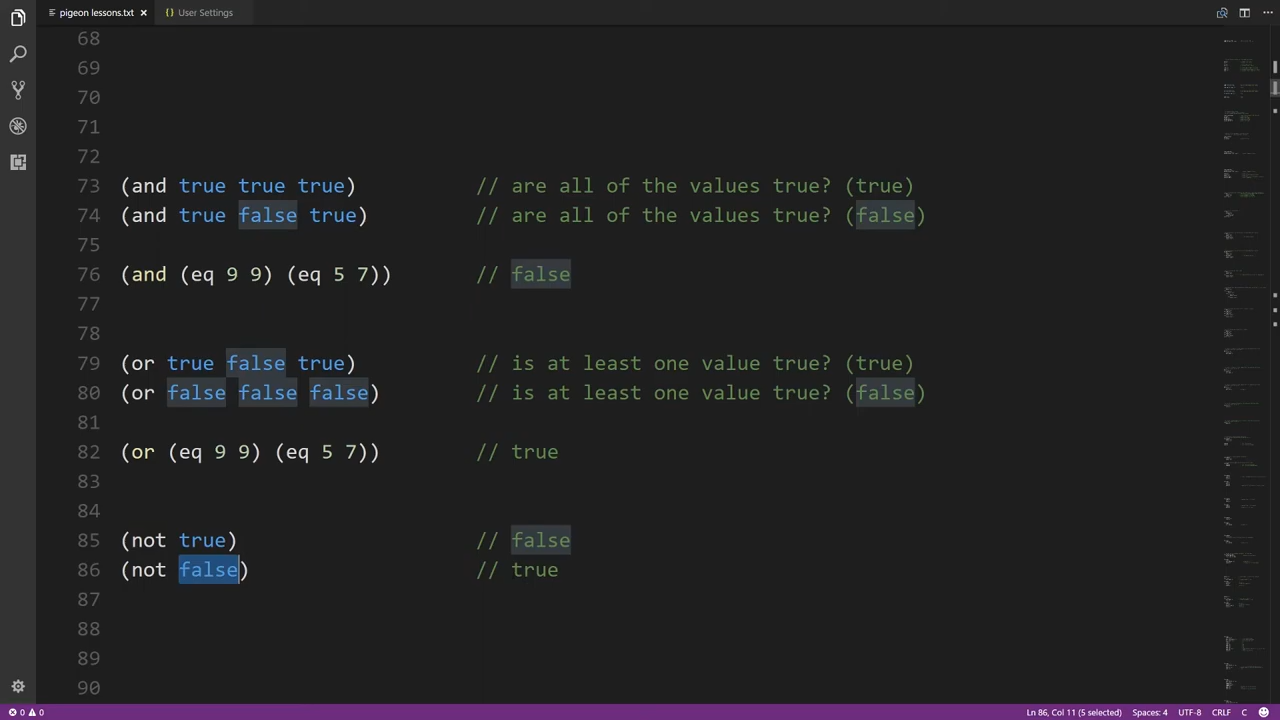 pigeon lessons.txt × {} User Settings ...
68
69
70
71
72
73 (and true true true) // are all of the values true? (true)
74 (and true false true) // are all of the values true? (false)
75
76 (and (eq 9 9) (eq 5 7)) // false
77
78
79 (or true false true) // is at least one value true? (true)
80 (or false false false) // is at least one value true? (false)
81
82 (or (eq 9 9) (eq 5 7)) // true
83
84
85 (not true) // false
86 (not false) // true
87
88
89
90
0 0 Ln 86, Col 11 (5 selected) Spaces: 4 UTF-8 CRLF C